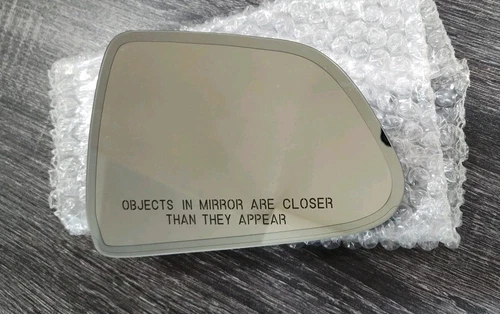 OBJECTS IN MIRROR ARE CLOSER
THAN THEY APPEAR